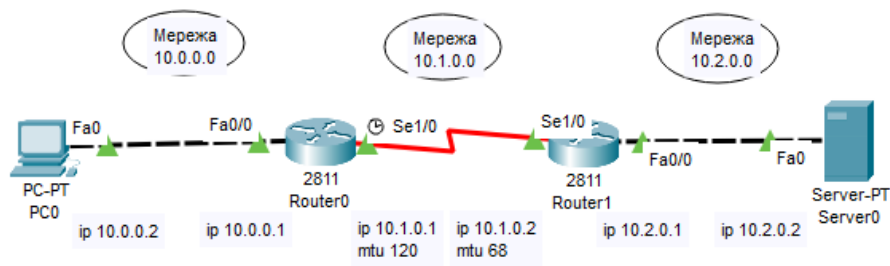 Мережа
10.0.0.0
Мережа
10.1.0.0
Мережа
10.2.0.0
Fa0
Fa0/0
Se1/0
Se1/0
Fa0/0
Fa0
PC-PT
PC0
2811
Router0
2811
Router1
Server-PT
Server0
ip 10.0.0.2
ip 10.0.0.1
ip 10.1.0.1
mtu 120
ip 10.1.0.2
mtu 68
ip 10.2.0.1
ip 10.2.0.2